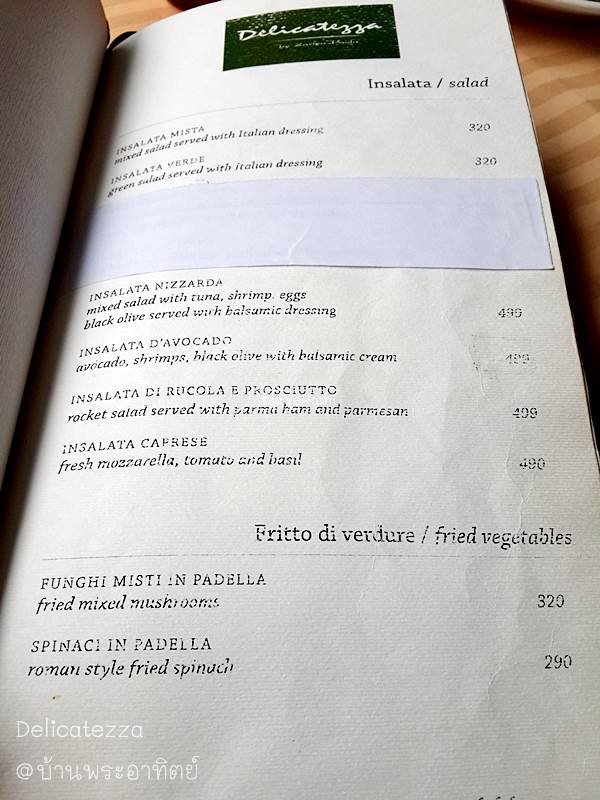 Delicatezza
Insalata / salad
INSALATA MISTA
mixed salad served with Italian dressing 320
INSALATA VERDE
green salad served with italian dressing 320
INSALATA NIZZARDA
mixed salad with tuna, shrimp. eggs
black olive served with balsamic dressing 499
INSALATA D'AVOCADO
avocado, shrimps, black olive with balsamic cream 499
INSALATA DI RUCOLA E PROSCIUTTO
rocket salad served with parma ham and parmesan 499
INSALATA CAPRESE
fresh mozzarella, tomato and basil 490
Fritto di verdure / fried vegetables
FUNGHI MISTI IN PADELLA
fried mixed mushrooms 320
SPINACI IN PADELLA
roman style fried spinach 290
Delicatezza
@บ้านพระอาทิตย์